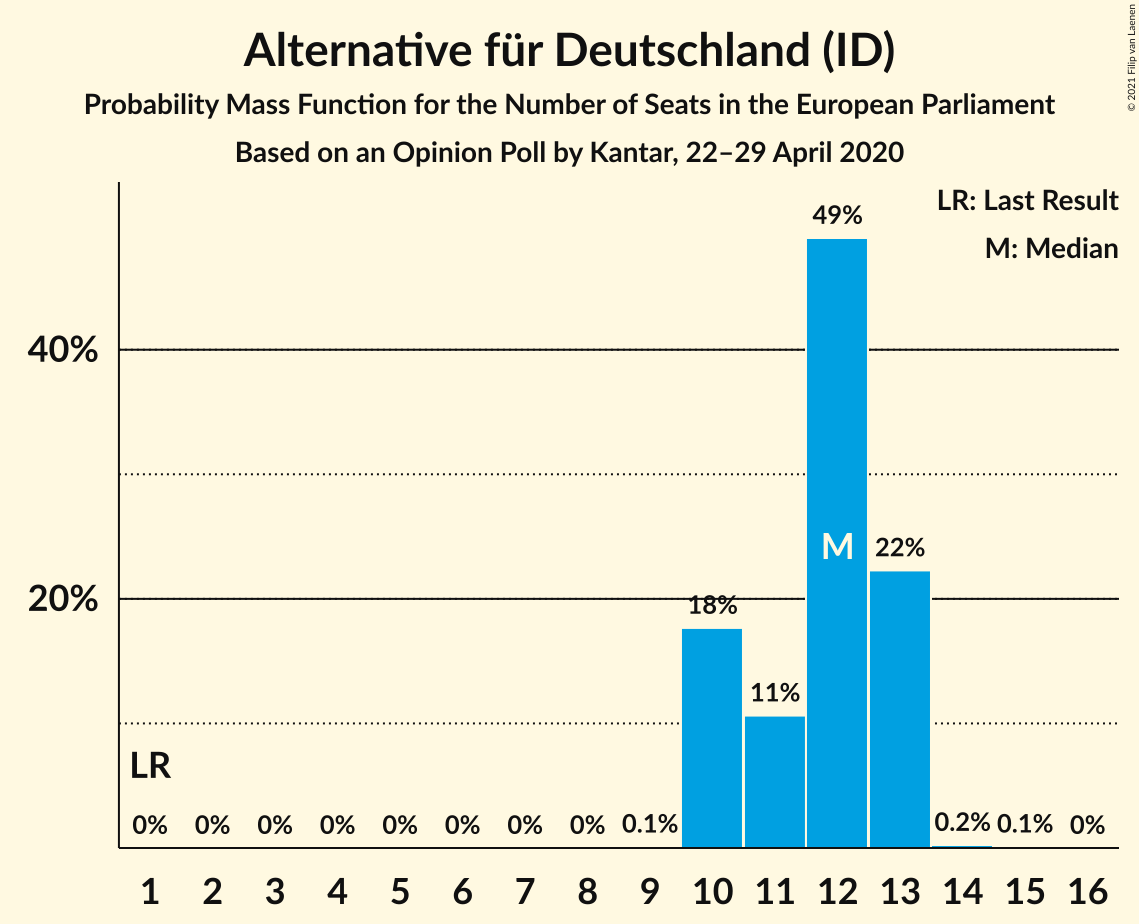 Alternative für Deutschland (ID)
Probability Mass Function for the Number of Seats in the European Parliament
Based on an Opinion Poll by Kantar, 22–29 April 2020
© 2021 Filip van Laenen
LR: Last Result
M: Median
49%
40%
M
22%
20%
18%
11%
LR
0% 0% 0% 0% 0% 0% 0% 0% 0.1% 0.2% 0.1% 0%
1 2 3 4 5 6 7 8 9 10 11 12 13 14 15 16